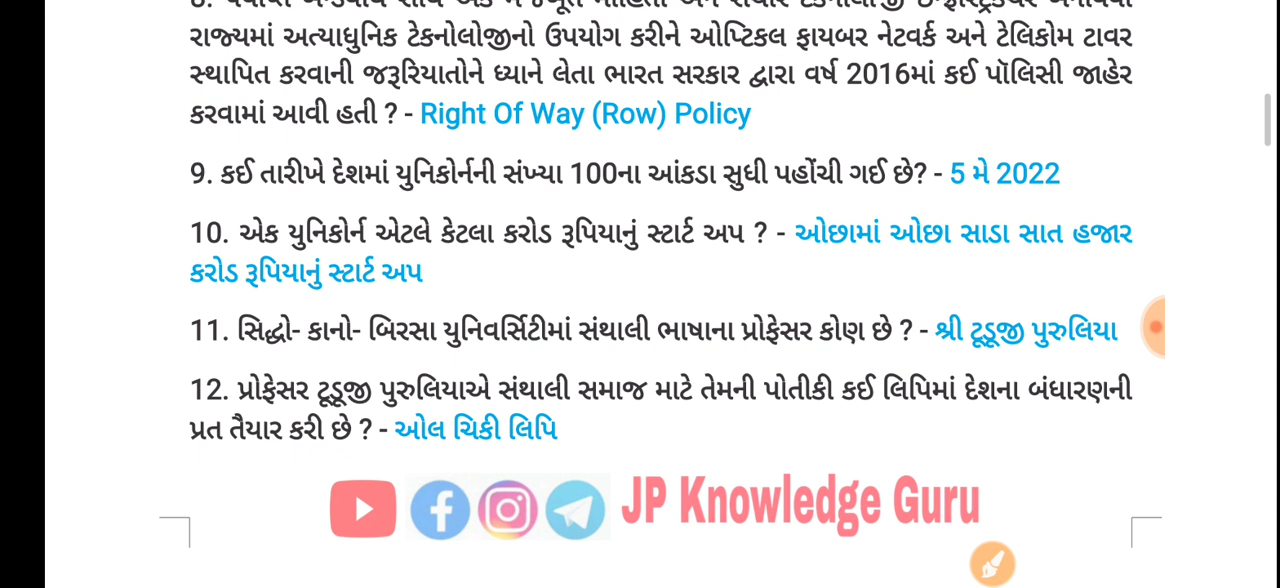 રાજ્યમાં અત્યાધુનિક ટેકનોલોજીનો ઉપયોગ કરીને ઓપ્ટિકલ ફાયબર નેટવર્ક અને ટેલિકોમ ટાવર
સ્થાપિત કરવાની જરૂરિયાતોને ધ્યાને લેતા ભારત સરકાર દ્વારા વર્ષ 2016માં કઈ પૉલિસી જાહેર
કરવામાં આવી હતી ? - Right Of Way (Row) Policy
9. કઈ તારીખે દેશમાં યુનિકોર્નની સંખ્યા 100ના આંકડા સુધી પહોંચી ગઈ છે? - 5 મે 2022
10. એક યુનિકોર્ન એટલે કેટલા કરોડ રૂપિયાનું સ્ટાર્ટ અપ ? - ઓછામાં ઓછા સાડા સાત હજાર
કરોડ રૂપિયાનું સ્ટાર્ટ અપ
11. સિદ્ધો- કાનો- બિરસા યુનિવર્સિટીમાં સંથાલી ભાષાના પ્રોફેસર કોણ છે ? - શ્રી ટૂડૂજી પુરુલિયા
12. પ્રોફેસર ટૂડૂજી પુરુલિયાએ સંથાલી સમાજ માટે તેમની પોતીકી કઈ લિપિમાં દેશના બંધારણની
પ્રત તૈયાર કરી છે ? - ઓલ ચિકી લિપિ
JP Knowledge Guru